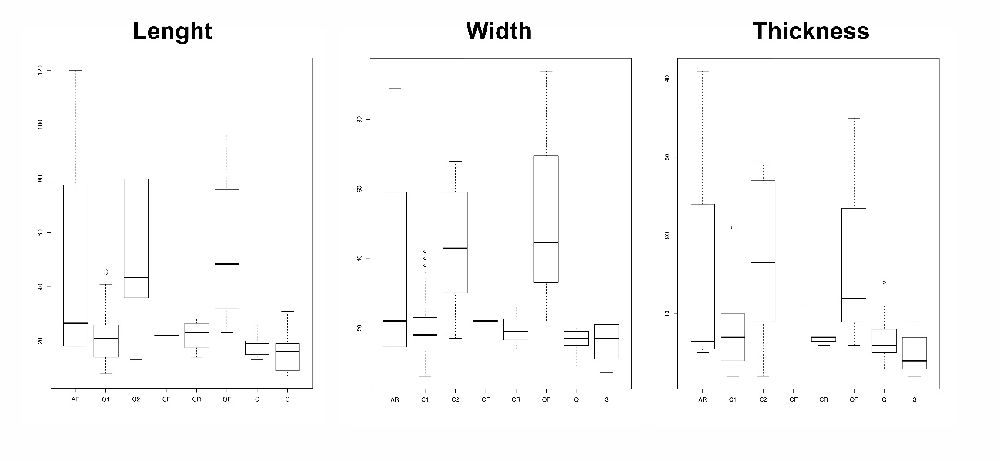 Lenght
Width
Thickness
120
100
80
60
40
20
AR C1 C2 CF CR OF Q S
80
60
40
20
AR C1 C2 CF CR OF Q S
40
30
20
10
AR C1 C2 CF CR OF Q S